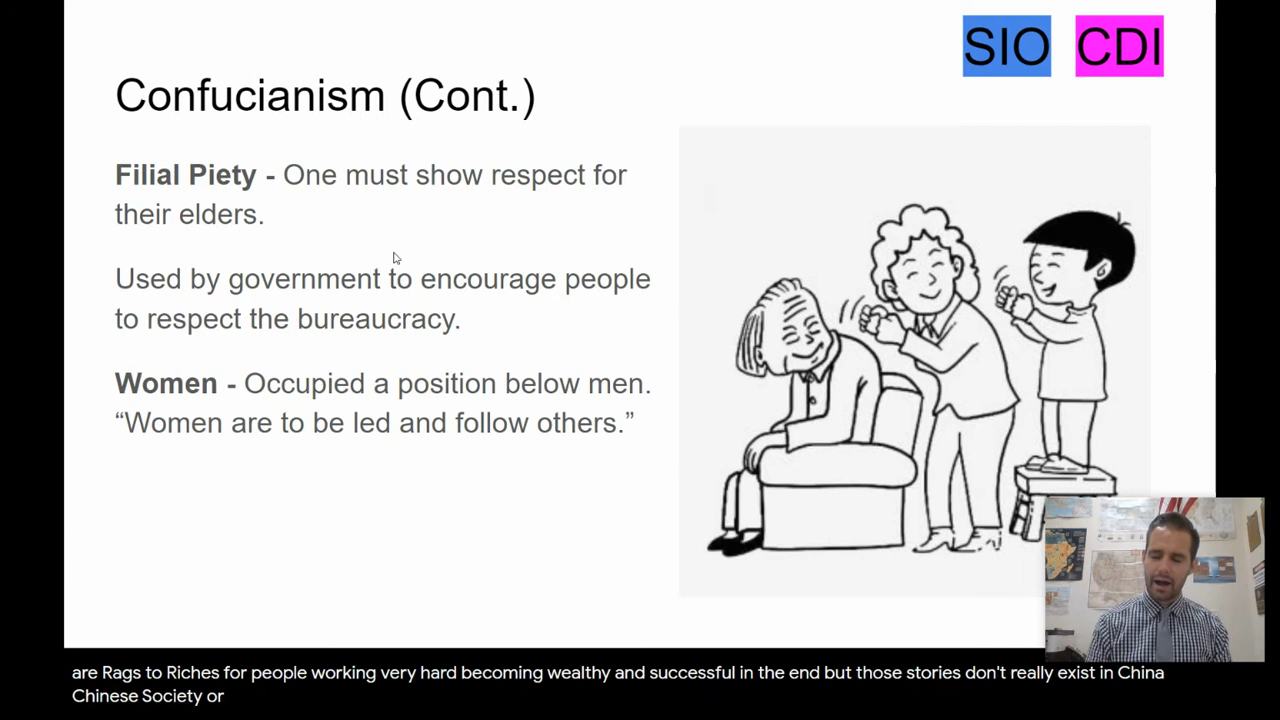 SIO CDI
Confucianism (Cont.)
Filial Piety - One must show respect for
their elders.
Used by government to encourage people
to respect the bureaucracy.
Women - Occupied a position below men.
“Women are to be led and follow others.”
are Rags to Riches for people working very hard becoming wealthy and successful in the end but those stories don't really exist in China
Chinese Society or